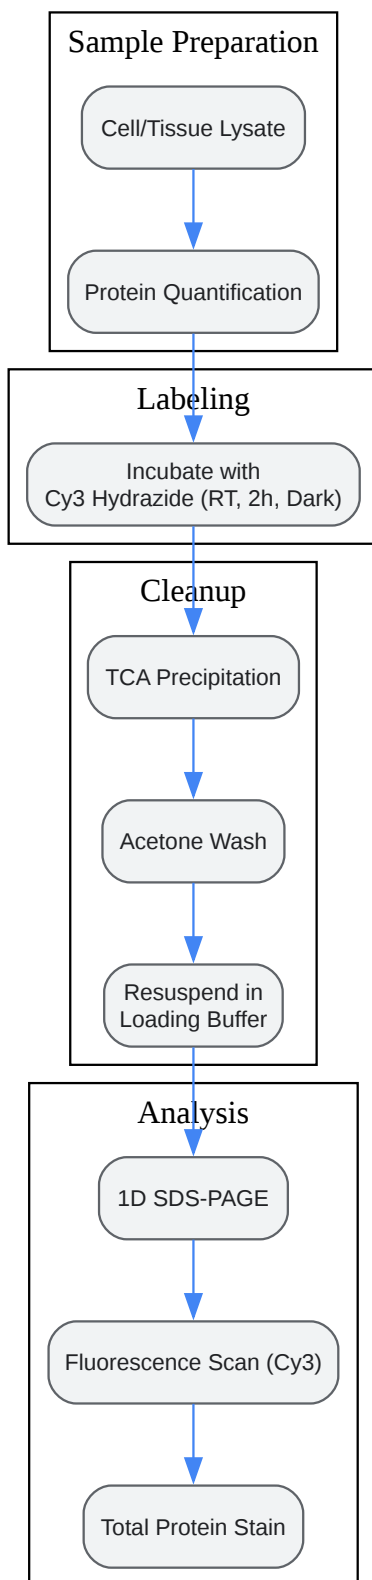 Sample Preparation
Cell/Tissue Lysate
Protein Quantification
Labeling
Incubate with
Cy3 Hydrazide (RT, 2h, Dark)
Cleanup
TCA Precipitation
Acetone Wash
Resuspend in
Loading Buffer
Analysis
1D SDS-PAGE
Fluorescence Scan (Cy3)
Total Protein Stain